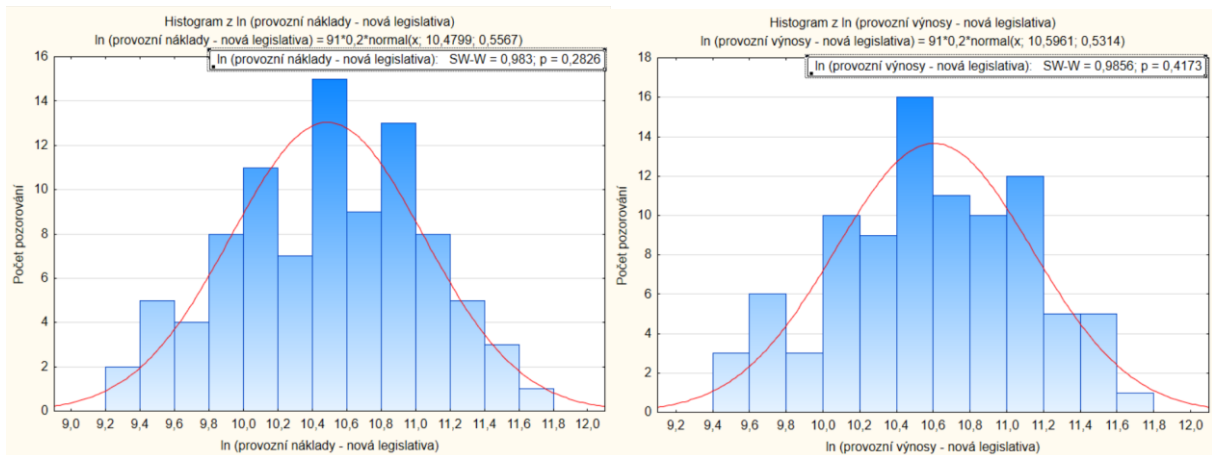 Histogram z ln (provozní náklady - nová legislativa)
ln (provozní náklady - nová legislativa) = 91*0,2*normal(x; 10,4799; 0,5567)
ln (provozní náklady - nová legislativa): SW-W = 0,983; p = 0,2826
Počet pozorování
16
14
12
10
8
6
4
2
0
9,0 9,2 9,4 9,6 9,8 10,0 10,2 10,4 10,6 10,8 11,0 11,2 11,4 11,6 11,8 12,0
ln (provozní náklady - nová legislativa)
Histogram z ln (provozní výnosy - nová legislativa)
ln (provozní výnosy - nová legislativa) = 91*0,2*normal(x; 10,5961; 0,5314)
ln (provozní výnosy - nová legislativa): SW-W = 0,9856; p = 0,4173
Počet pozorování
18
16
14
12
10
8
6
4
2
0
9,2 9,4 9,6 9,8 10,0 10,2 10,4 10,6 10,8 11,0 11,2 11,4 11,6 11,8 12,0
ln (provozní výnosy - nová legislativa)